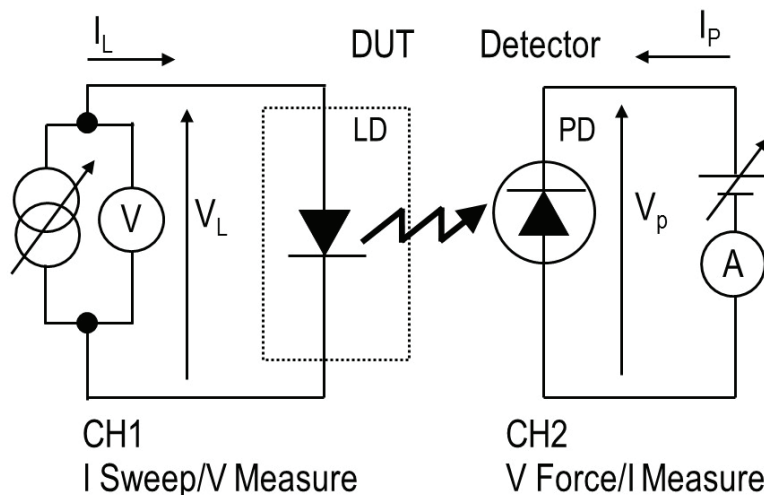 I_L
DUT
Detector
I_P
LD
PD
V
V_L
V_p
A
CH1
I Sweep/V Measure
CH2
V Force/I Measure